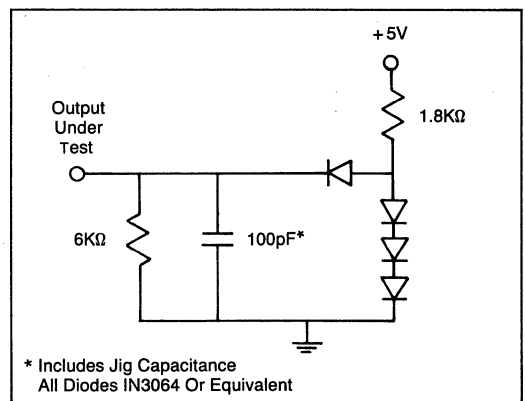 +5V
1.8KΩ
Output
Under
Test
6KΩ
100pF*
* Includes Jig Capacitance
All Diodes IN3064 Or Equivalent